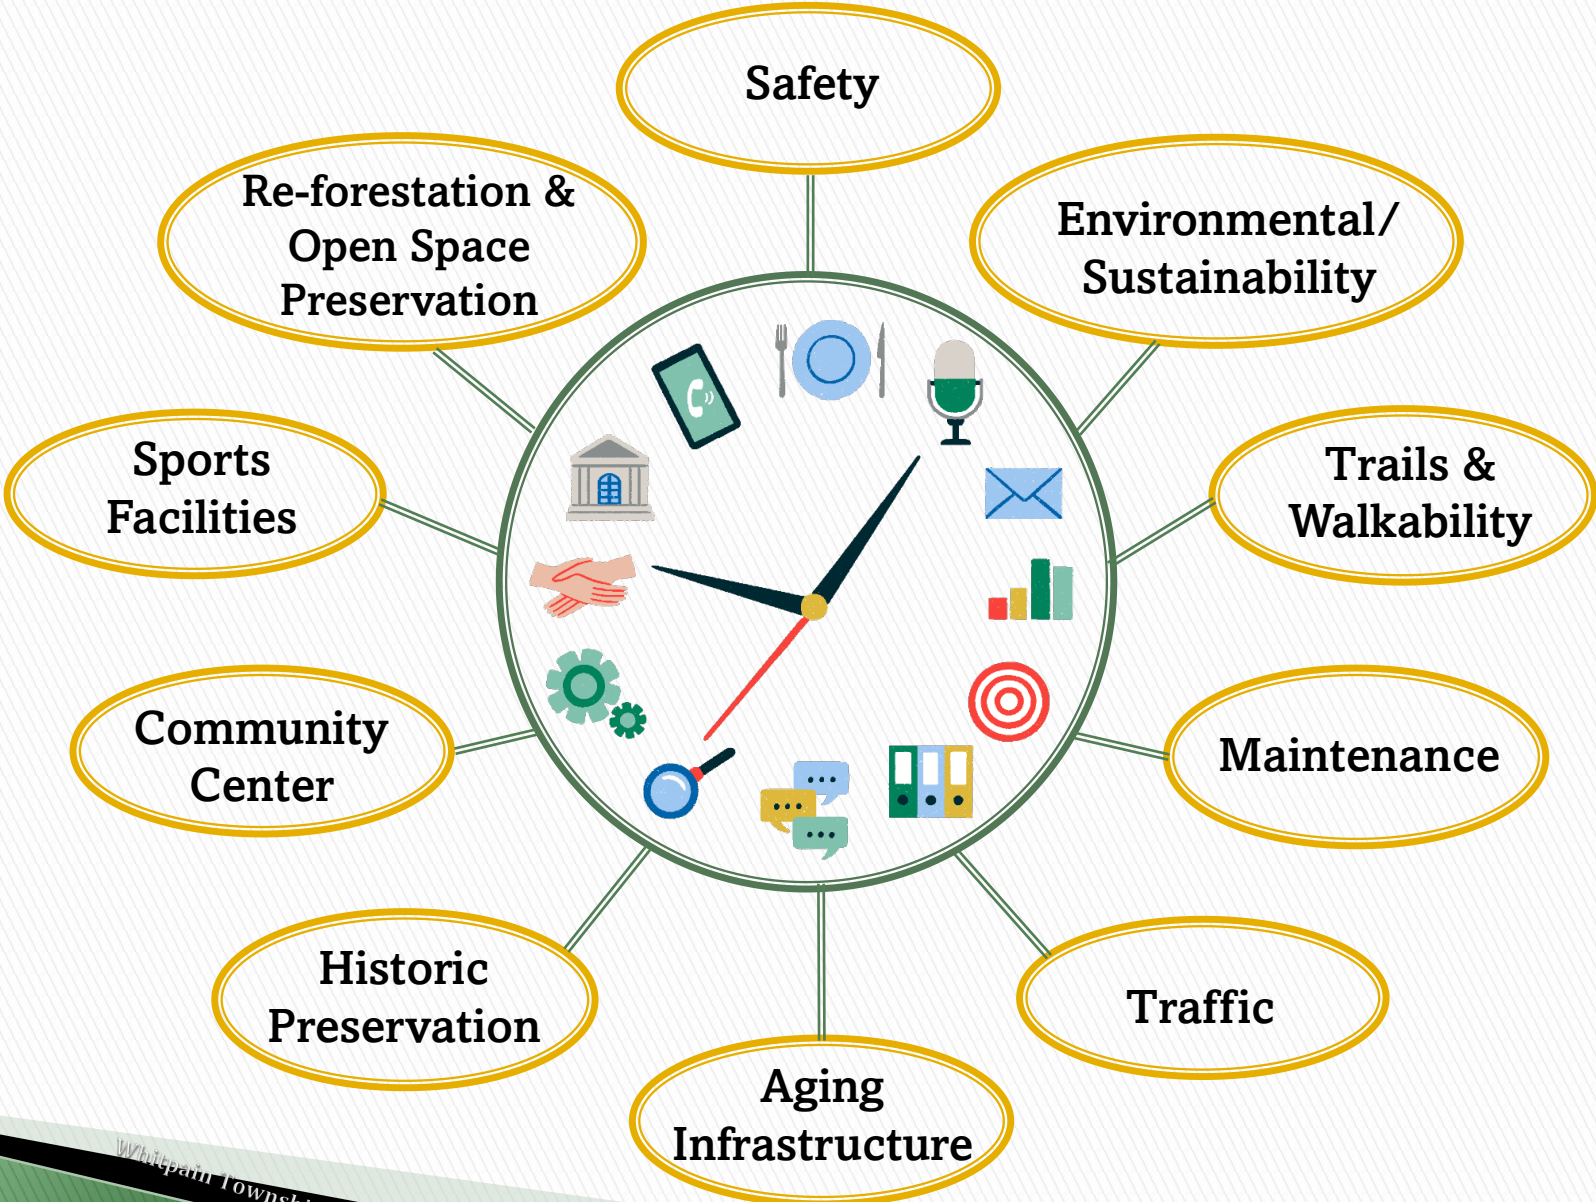 Safety
Re-forestation &
Open Space
Preservation
Environmental/
Sustainability
Sports
Facilities
Trails &
Walkability
Community
Center
Maintenance
Historic
Preservation
Traffic
Aging
Infrastructure
Whitpain Townshi